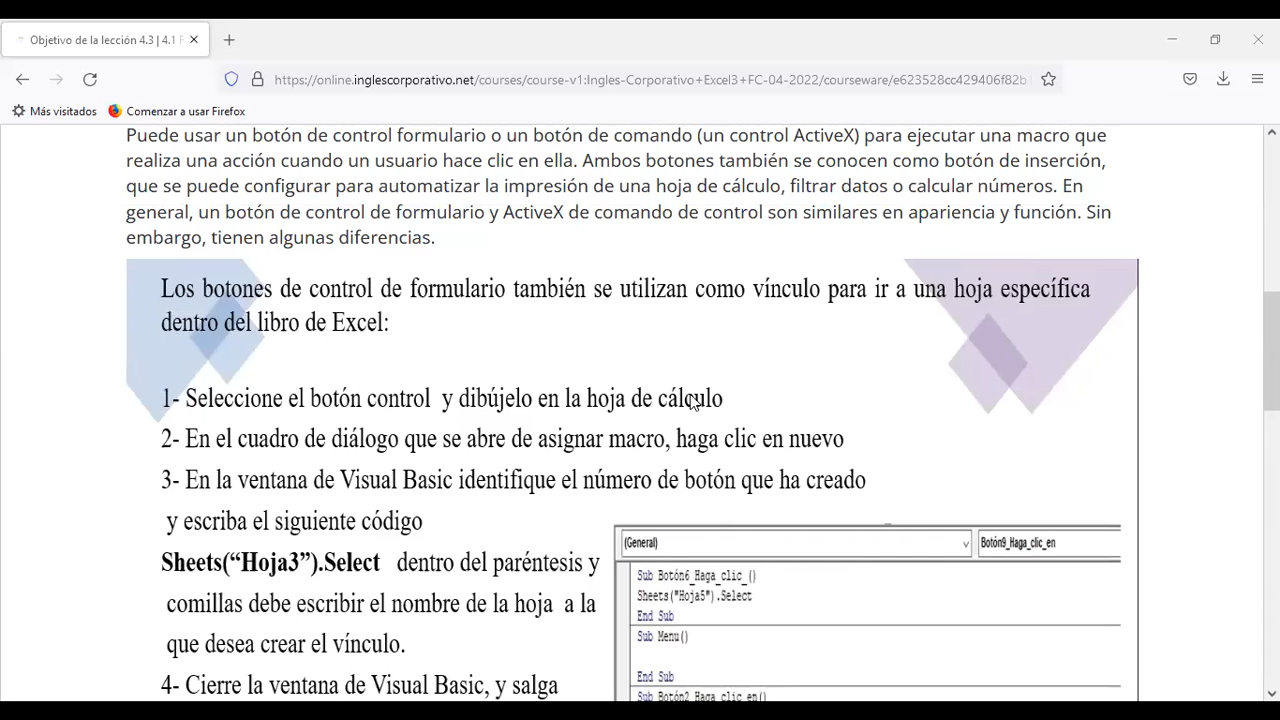 Objetivo de la lección 4.3 | 4.1 F
https://online.inglescorporativo.net/courses/course-v1:Ingles-Corporativo+Excel3+FC-04-2022/courseware/e623528cc429406f82b
Más visitados
Comenzar a usar Firefox
Puede usar un botón de control formulario o un botón de comando (un control ActiveX) para ejecutar una macro que
realiza una acción cuando un usuario hace clic en ella. Ambos botones también se conocen como botón de inserción,
que se puede configurar para automatizar la impresión de una hoja de cálculo, filtrar datos o calcular números. En
general, un botón de control de formulario y ActiveX de comando de control son similares en apariencia y función. Sin
embargo, tienen algunas diferencias.
Los botones de control de formulario también se utilizan como vínculo para ir a una hoja específica
dentro del libro de Excel:
1- Seleccione el botón control y dibújelo en la hoja de cálculo
2- En el cuadro de diálogo que se abre de asignar macro, haga clic en nuevo
3- En la ventana de Visual Basic identifique el número de botón que ha creado
y escriba el siguiente código
Sheets(“Hoja3”).Select dentro del paréntesis y
comillas debe escribir el nombre de la hoja a la
que desea crear el vínculo.
4- Cierre la ventana de Visual Basic, y salga
(General)
Botón9_Haga_clic_en
Sub Botón6_Haga_clic_()
Sheets("Hoja5").Select
End Sub
Sub Menu()
End Sub
Sub Botón2_Haga_clic_en()